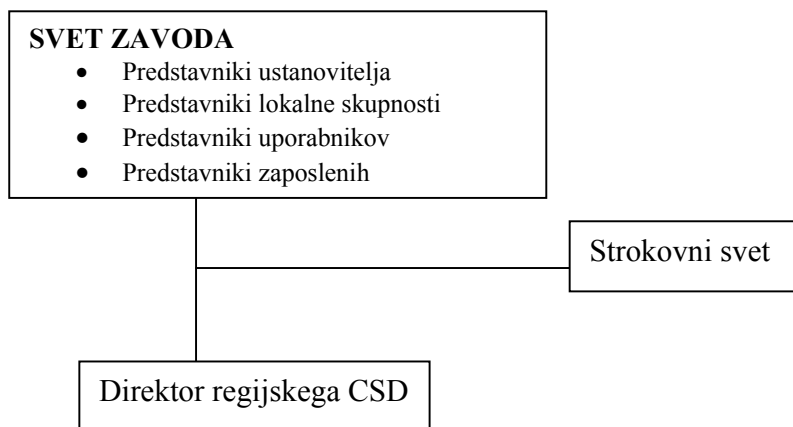 SVET ZAVODA
• Predstavniki ustanovitelja
• Predstavniki lokalne skupnosti
• Predstavniki uporabnikov
• Predstavniki zaposlenih
Strokovni svet
Direktor regijskega CSD